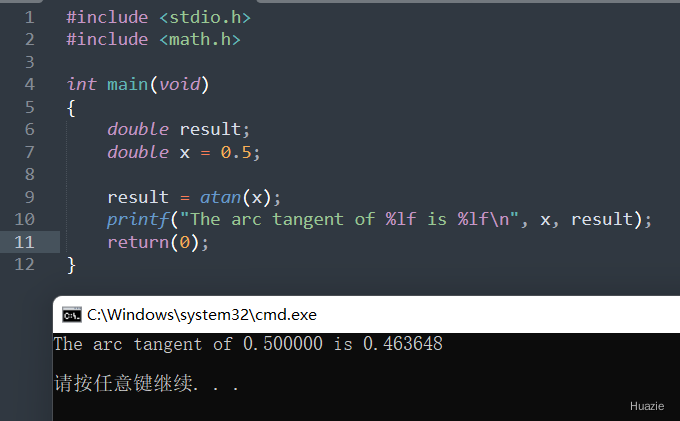 1 #include <stdio.h>
2 #include <math.h>
3
4 int main(void)
5 {
6     double result;
7     double x = 0.5;
8
9     result = atan(x);
10     printf("The arc tangent of %lf is %lf\n", x, result);
11     return(0);
12 }
C:\Windows\system32\cmd.exe
The arc tangent of 0.500000 is 0.463648
请按任意键继续. . .
Huazie